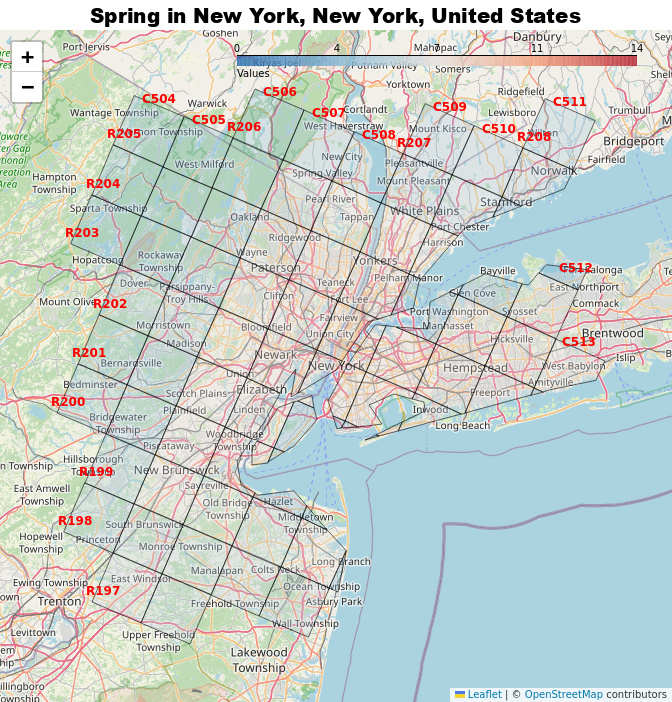 Spring in New York, New York, United States
Goshen
Danbury
Port Jervis
0 4 7 11 14
Mahopac
Kiryas Joel
Putnam Valley
Values
Somers
+
−
Yorktown
Ridgefield
Wantage Township
C504
Warwick
C506
Cortlandt
C509
Lewisboro
C511
Trumbull
C505
C507
West Haverstraw
Mount Kisco
C510
Wilton
R205
Vernon Township
R206
C508
R207
R208
Bridgeport
New City
Pleasantville
Fairfield
West Milford
Spring Valley
Mount Pleasant
Norwalk
Hampton
Township
R204
Pearl River
Stamford
Sparta Township
Oakland
Tappan
White Plains
Port Chester
R203
Ridgewood
Harrison
Hopatcong
Rockaway
Township
Wayne
Paterson
Yonkers
Bayville
C512
East Northport
Dover
Parsippany-
Troy Hills
Teaneck
Pelham Manor
Glen Cove
Commack
Mount Olive
R202
Clifton
Fort Lee
Port Washington
Syosset
Morristown
Bloomfield
Fairview
Union City
Manhasset
Brentwood
Madison
Hicksville
C513
R201
Newark
New York
Islip
Bernardsville
Hempstead
West Babylon
Bedminster
Union
Elizabeth
Amityville
Scotch Plains
Freeport
R200
Plainfield
Linden
Inwood
Bridgewater
Township
Long Beach
Woodbridge
Township
Piscataway
Hillsborough
Township
R199
New Brunswick
East Amwell
Township
Sayreville
Old Bridge
Township
Hazlet
Middletown
Township
R198
South Brunswick
Hopewell
Township
Princeton
Monroe Township
Long Branch
Ewing Township
East Windsor
Manalapan
Colts Neck
Ocean Township
R197
Trenton
Freehold Township
Asbury Park
Levittown
Upper Freehold
Township
Wall Township
Lakewood
Township
Leaflet | © OpenStreetMap contributors